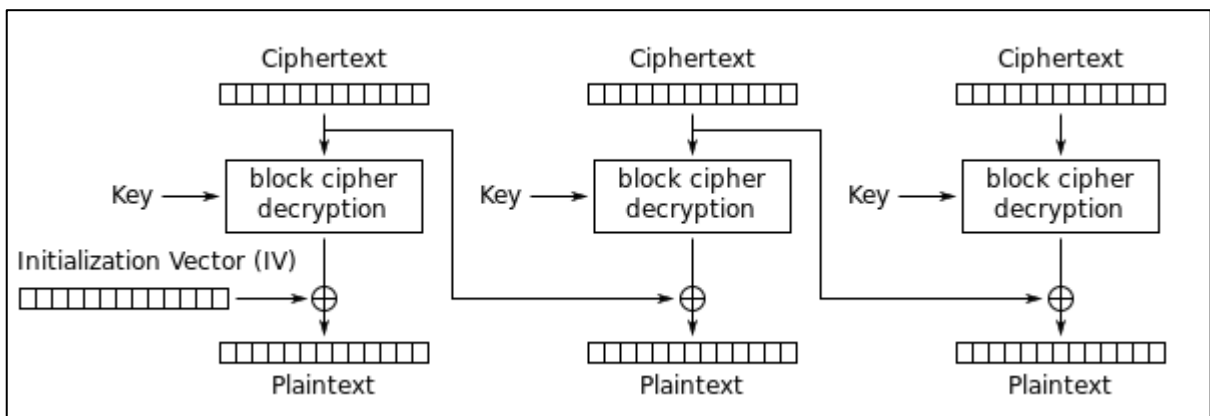 Ciphertext
Ciphertext
Ciphertext
Key
block cipher
decryption
Key
block cipher
decryption
Key
block cipher
decryption
Initialization Vector (IV)
Plaintext
Plaintext
Plaintext